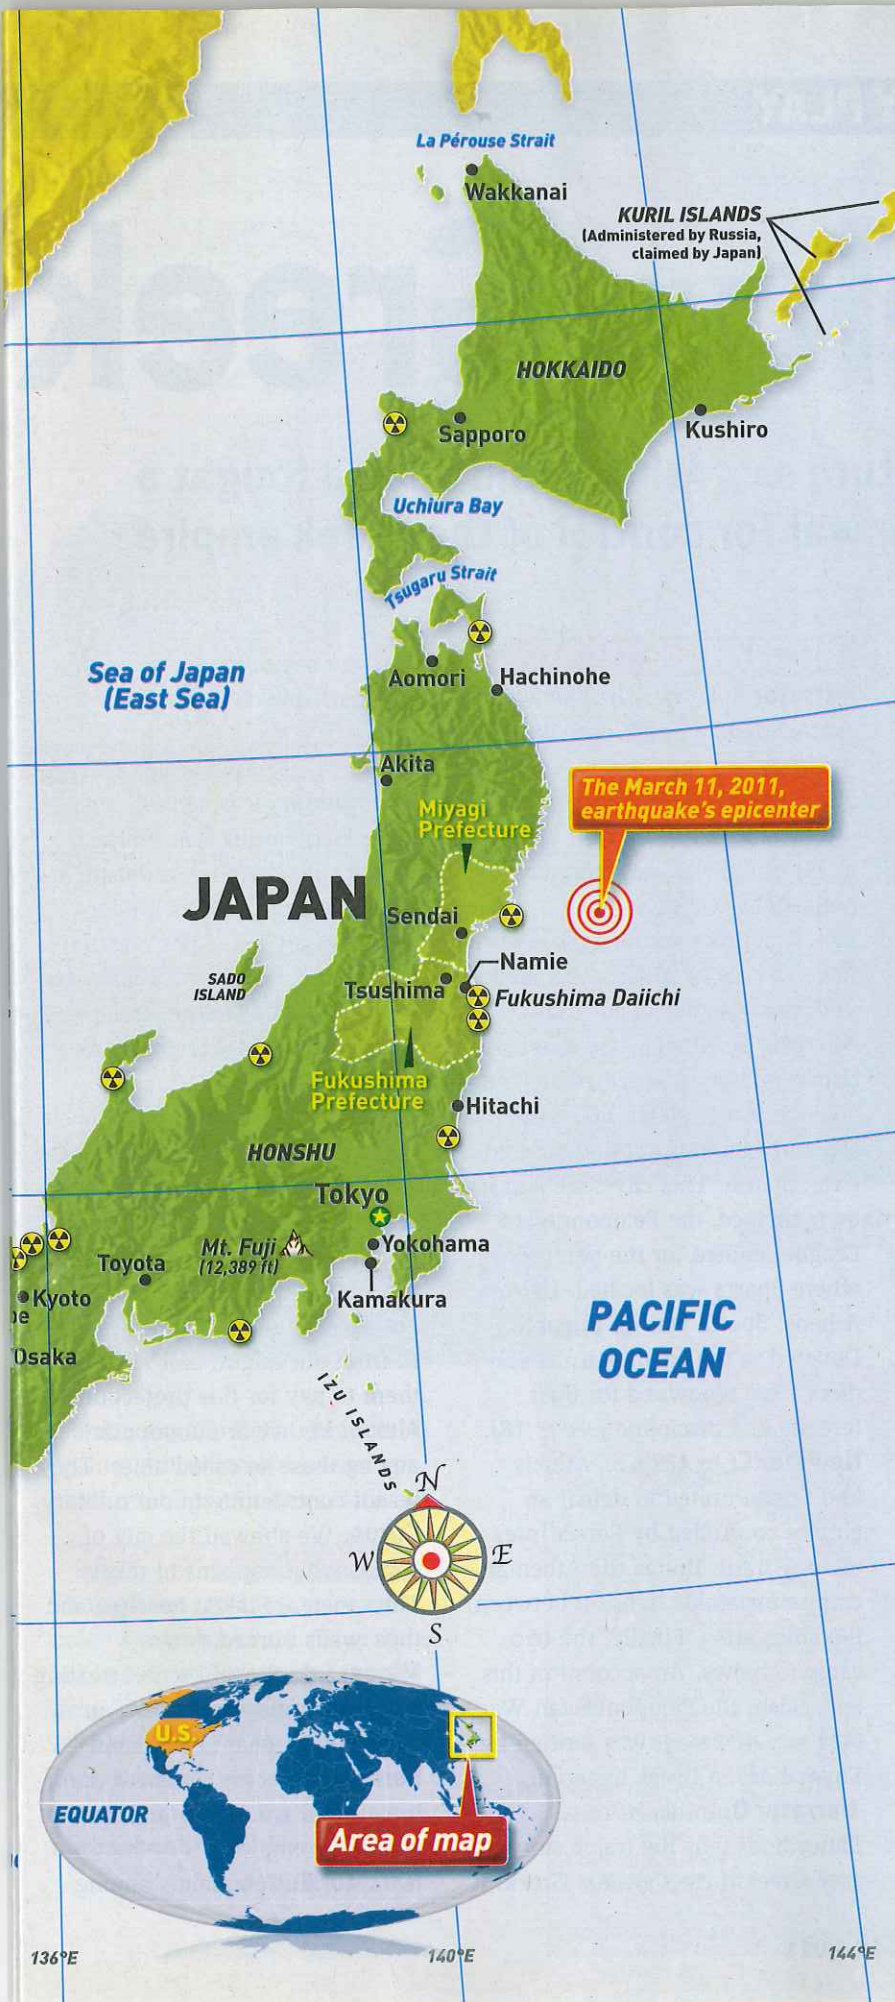 La Pérouse Strait
Wakkanai
KURIL ISLANDS
(Administered by Russia,
claimed by Japan)
HOKKAIDO
Sapporo
Kushiro
Uchiura Bay
Tsugaru Strait
Sea of Japan
(East Sea)
Aomori
Hachinohe
Akita
The March 11, 2011,
earthquake's epicenter
Miyagi
Prefecture
JAPAN
Sendai
Namie
SADO
ISLAND
Tsushima
Fukushima Daiichi
Fukushima
Prefecture
Hitachi
HONSHU
Tokyo
Mt. Fuji
(12,389 ft)
Yokohama
Toyota
Kyoto
Kamakura
Osaka
PACIFIC
OCEAN
IZU ISLANDS
N
W
E
S
U.S.
EQUATOR
Area of map
136°E
140°E
144°E